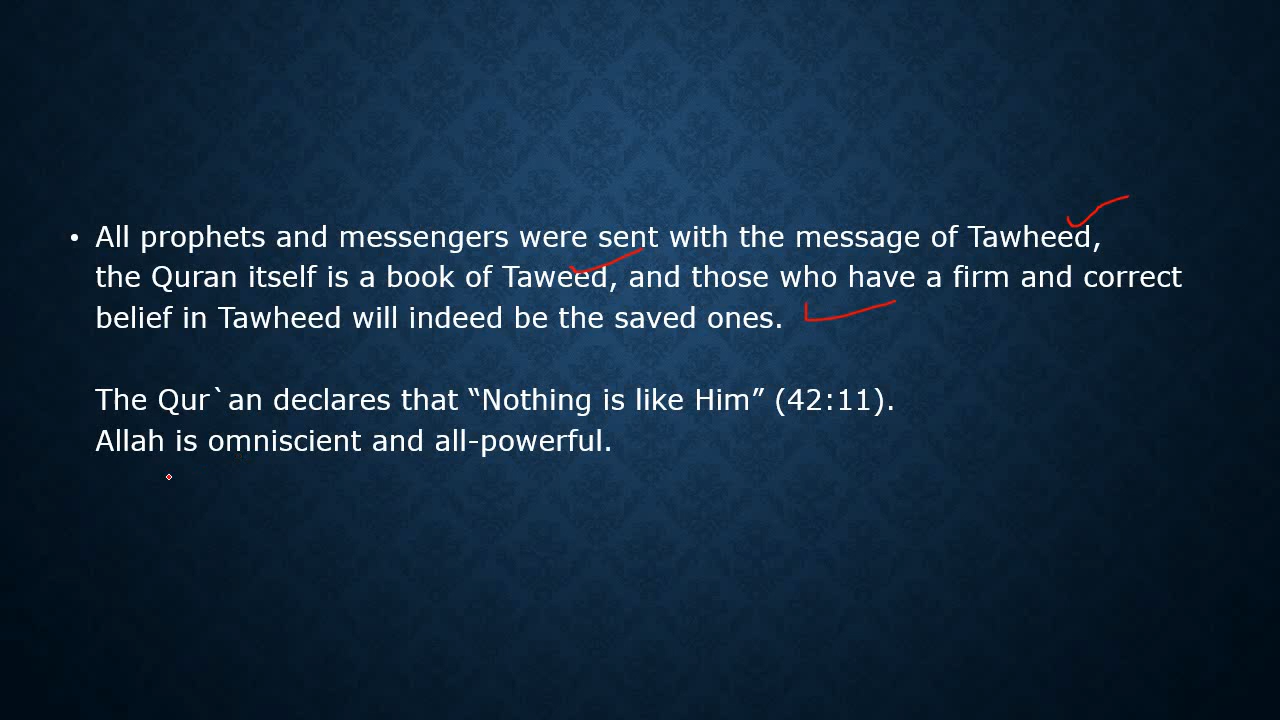 • All prophets and messengers were sent with the message of Tawheed,
the Quran itself is a book of Taweed, and those who have a firm and correct
belief in Tawheed will indeed be the saved ones.
The Qur`an declares that “Nothing is like Him” (42:11).
Allah is omniscient and all-powerful.